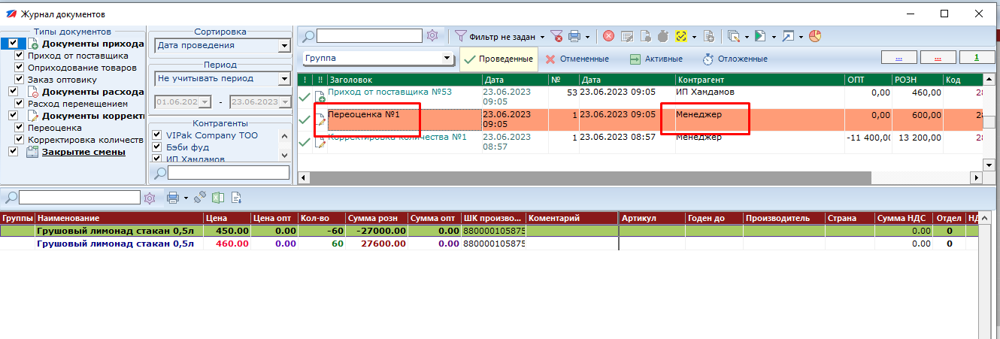 Журнал документов
Типы документов
Документы прихода
Приход от поставщика
Оприходование товаров
Заказ оптовику
Документы расхода
Расход перемещением
Документы коррект
Переоценка
Корректировка количеств
Закрытие смены
Сортировка
Дата проведения
Период
Не учитывать период
01.06.202 - 23.06.2023
Контрагенты
VIPak Company ТОО
Бэби фуд
ИП Хамдамов
Фильтр не задан
Группа
Проведенные Отмененные Активные Отложенные
... ... 1
! !! Заголовок Дата № Дата Контрагент ОПТ РОЗН Код
Приход от поставщика №53 23.06.2023 09:05 53 23.06.2023 09:05 ИП Хамдамов 0,00 460,00 28
Переоценка №1 23.06.2023 09:05 1 23.06.2023 09:05 Менеджер 0,00 600,00 28
Корректировка количества №1 23.06.2023 08:57 1 23.06.2023 08:57 Менеджер -11 400,00 13 200,00 28
Группы Наименование Цена Цена опт Кол-во Сумма розн Сумма опт ШК произво... Коментарий Артикул Годен до Производитель Страна Сумма НДС Отдел НД
Грушовый лимонад стакан 0,5л 450.00 0.00 -60 -27000.00 0.00 880000105875 0.00 0
Грушовый лимонад стакан 0,5л 460.00 0.00 60 27600.00 0.00 880000105875 0.00 0